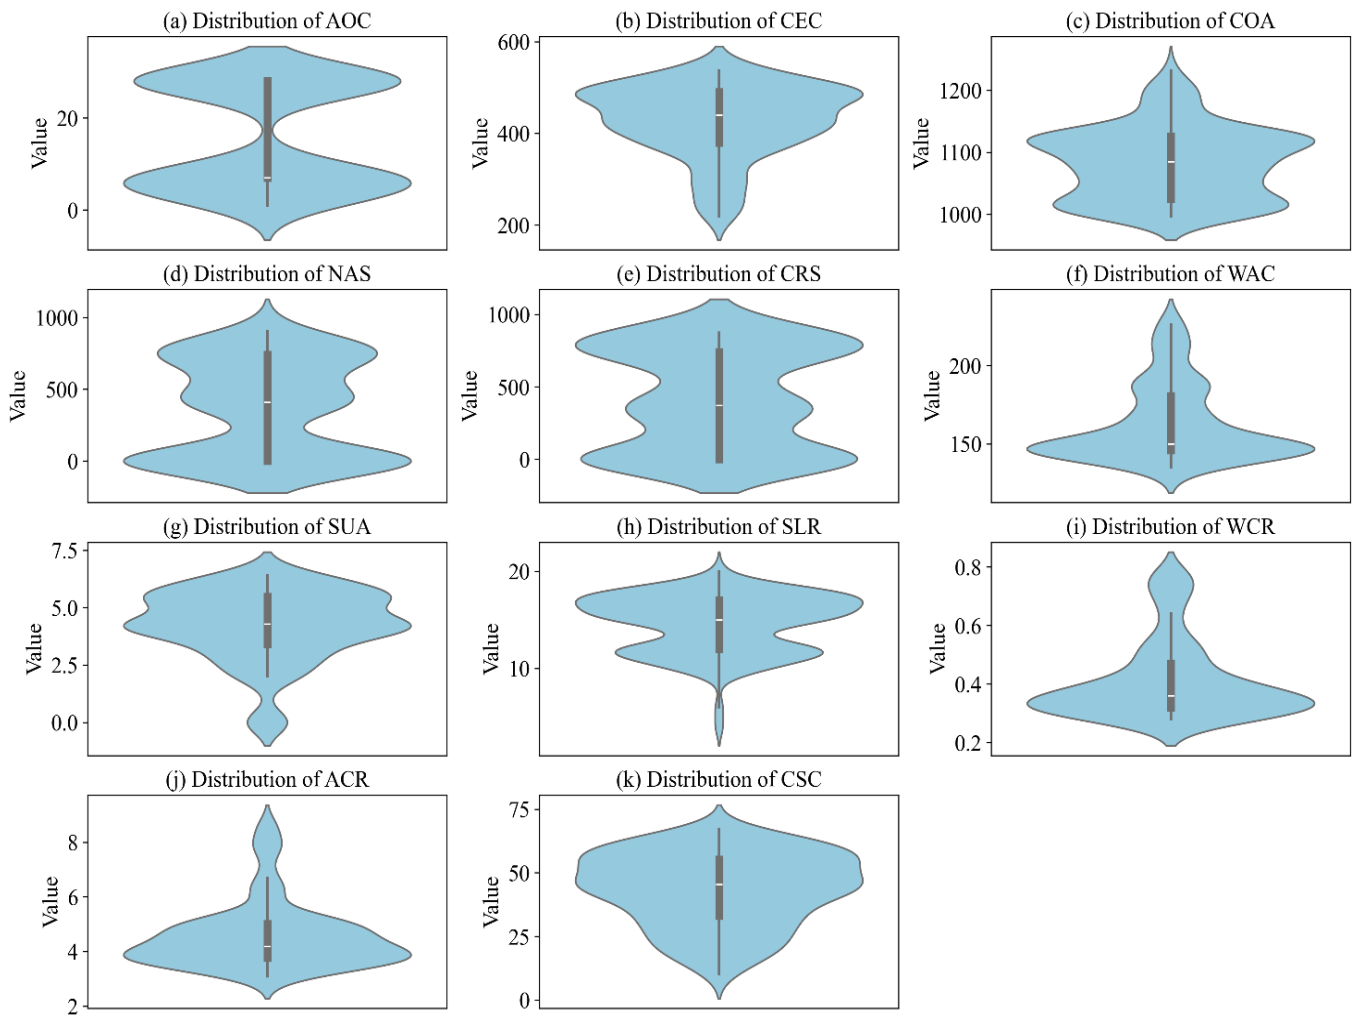 (a) Distribution of AOC
Value
20
0
(b) Distribution of CEC
Value
600
400
200
(c) Distribution of COA
Value
1200
1100
1000
(d) Distribution of NAS
Value
1000
500
0
(e) Distribution of CRS
Value
1000
500
0
(f) Distribution of WAC
Value
200
150
(g) Distribution of SUA
Value
7.5
5.0
2.5
0.0
(h) Distribution of SLR
Value
20
10
(i) Distribution of WCR
Value
0.8
0.6
0.4
0.2
(j) Distribution of ACR
Value
8
6
4
2
(k) Distribution of CSC
Value
75
50
25
0